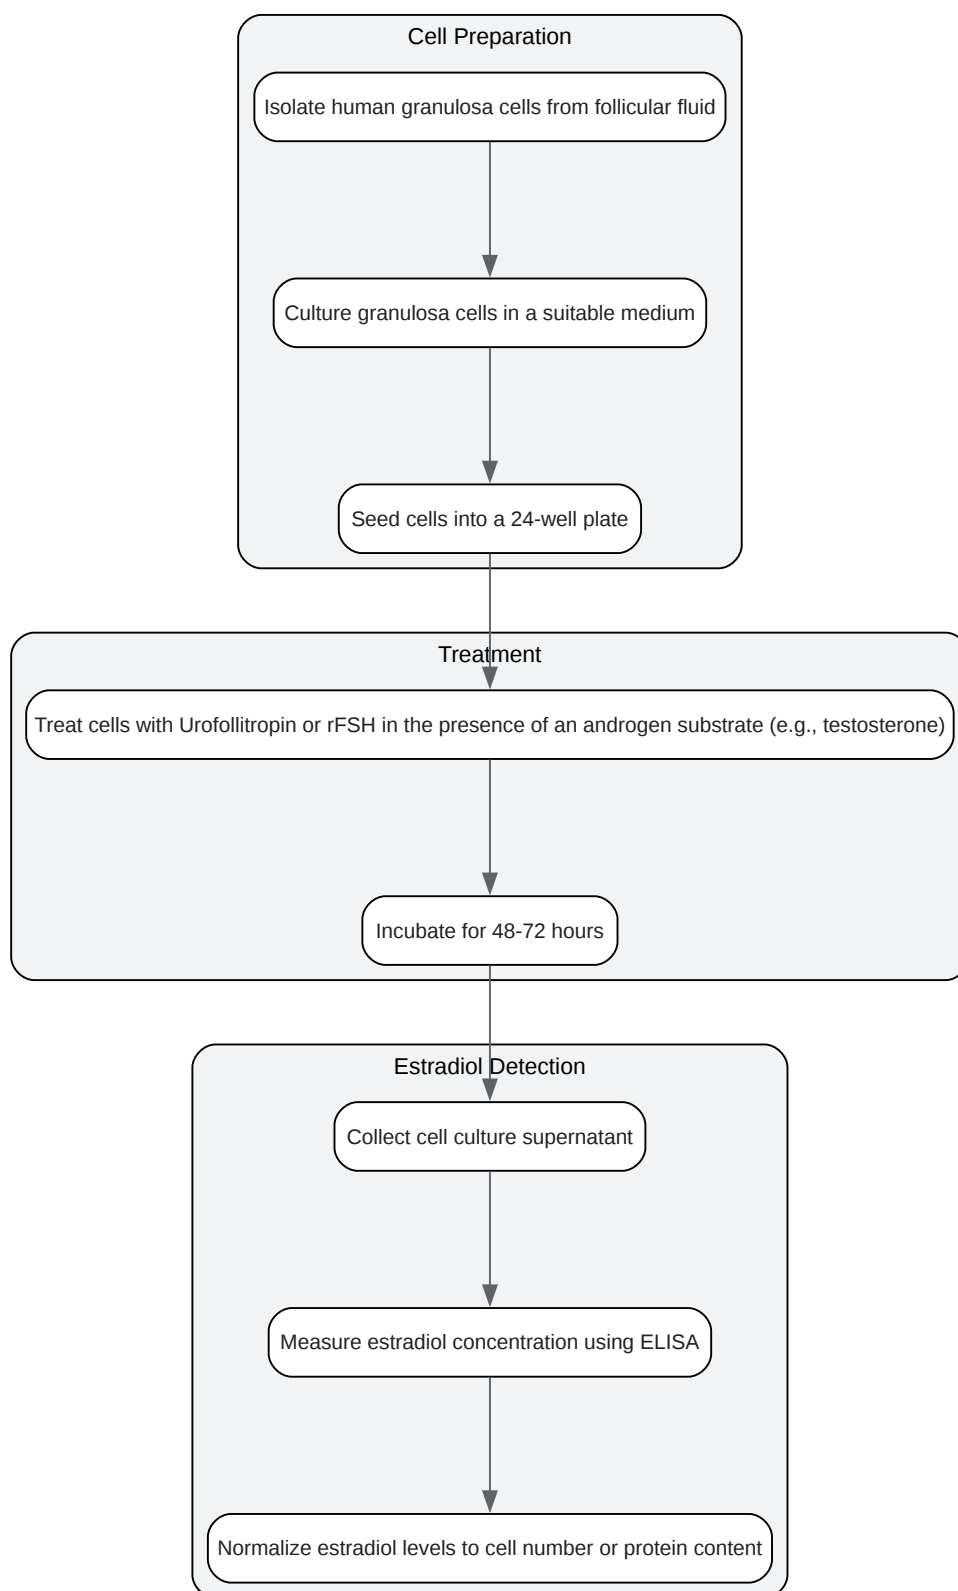 Cell Preparation
Isolate human granulosa cells from follicular fluid
Culture granulosa cells in a suitable medium
Seed cells into a 24-well plate
Treatment
Treat cells with Urofollitropin or rFSH in the presence of an androgen substrate (e.g., testosterone)
Incubate for 48-72 hours
Estradiol Detection
Collect cell culture supernatant
Measure estradiol concentration using ELISA
Normalize estradiol levels to cell number or protein content